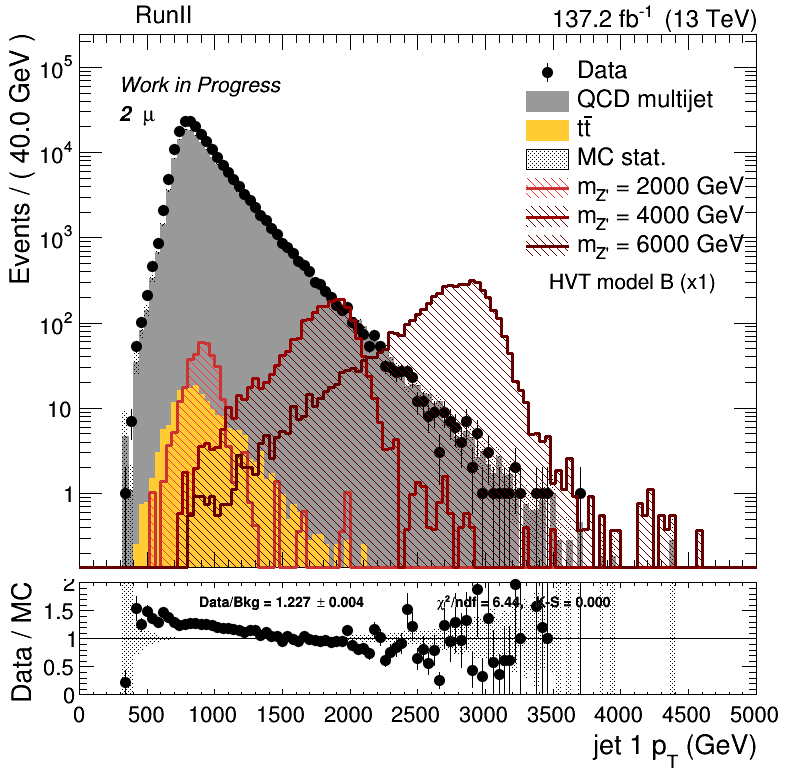 RunII
137.2 fb⁻¹ (13 TeV)
Events / ( 40.0 GeV )
10⁵
10⁴
10³
10²
10
1
Work in Progress
2 μ
Data
QCD multijet
tt̄
MC stat.
m_Z' = 2000 GeV
m_Z' = 4000 GeV
m_Z' = 6000 GeV
HVT model B (x1)
Data / MC
2
1.5
1
0.5
0
Data/Bkg = 1.227 ± 0.004
χ²/ndf = 6.44, K-S = 0.000
0 500 1000 1500 2000 2500 3000 3500 4000 4500 5000
jet 1 p_T (GeV)